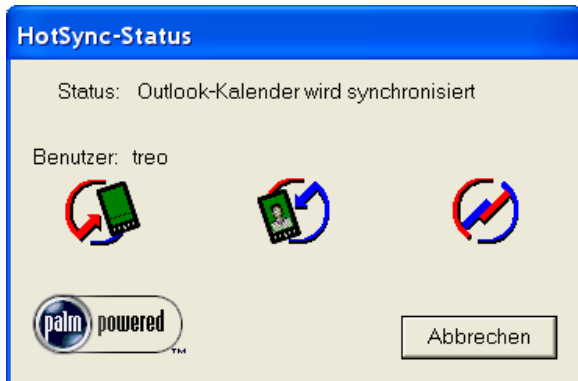 HotSync-Status
Status: Outlook-Kalender wird synchronisiert
Benutzer: treo
palm powered ™
Abbrechen